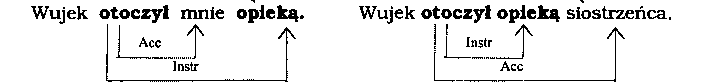 Wujek otoczył mnie opieką. Wujek otoczył opieką siostrzeńca.
Acc Instr
Instr Acc